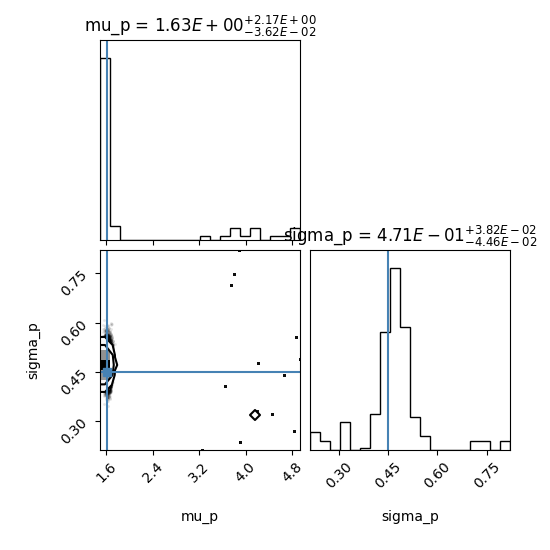 mu_p = 1.63E + 00+2.17E + 00−3.62E − 02
sigma_p = 4.71E − 01+3.82E − 02−4.46E − 02
sigma_p
0.75
0.60
0.45
0.30
1.6 2.4 3.2 4.0 4.8
0.30 0.45 0.60 0.75
mu_p
sigma_p